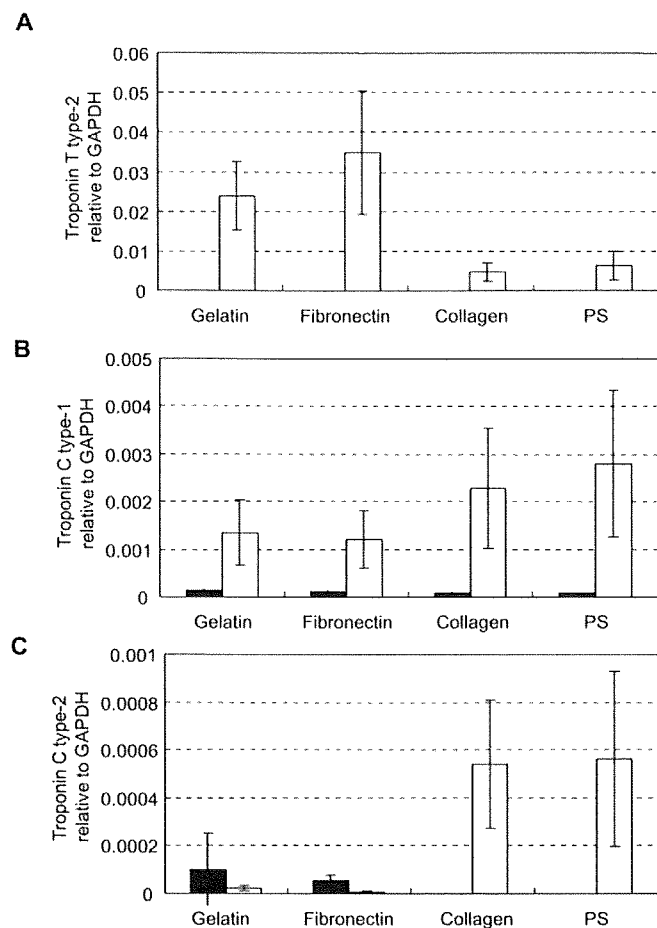 A
Troponin T type-2
relative to GAPDH
0.06
0.05
0.04
0.03
0.02
0.01
0
Gelatin Fibronectin Collagen PS
B
Troponin C type-1
relative to GAPDH
0.005
0.004
0.003
0.002
0.001
0
Gelatin Fibronectin Collagen PS
C
Troponin C type-2
relative to GAPDH
0.001
0.0008
0.0006
0.0004
0.0002
0
Gelatin Fibronectin Collagen PS